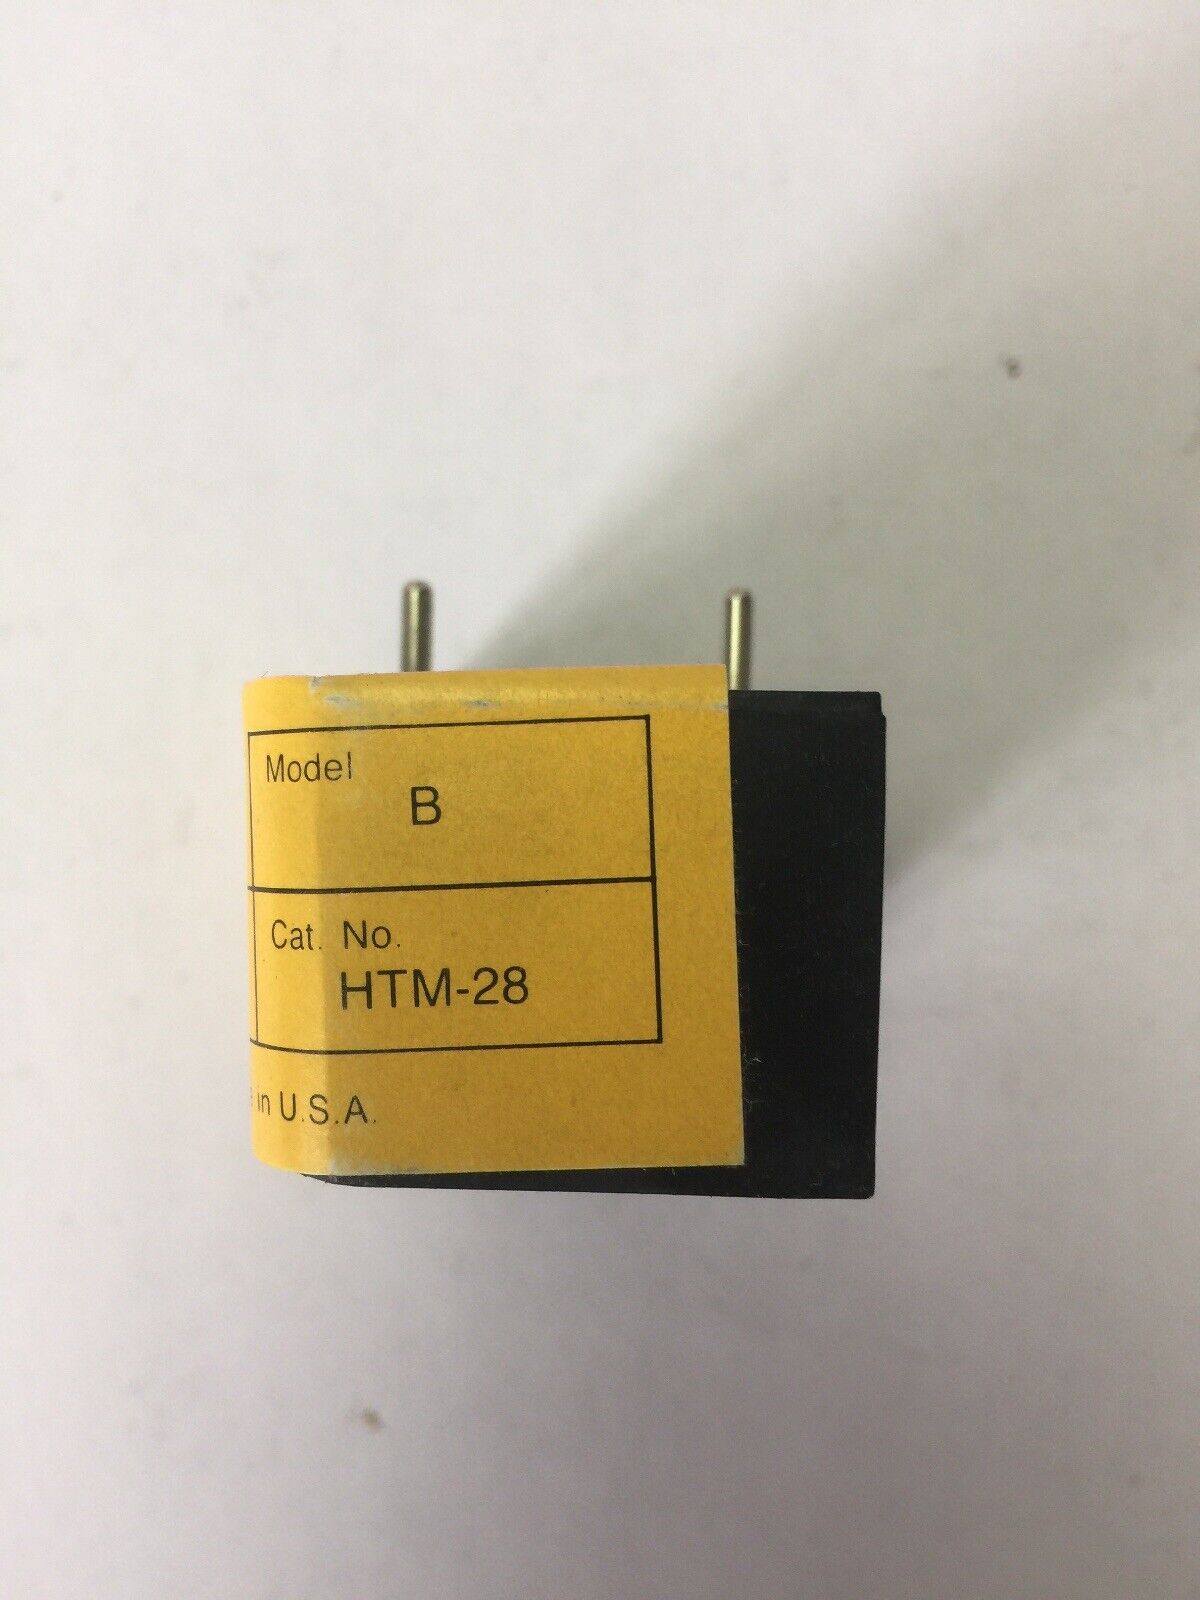 Model
B
Cat. No.
HTM-28
in U.S.A.